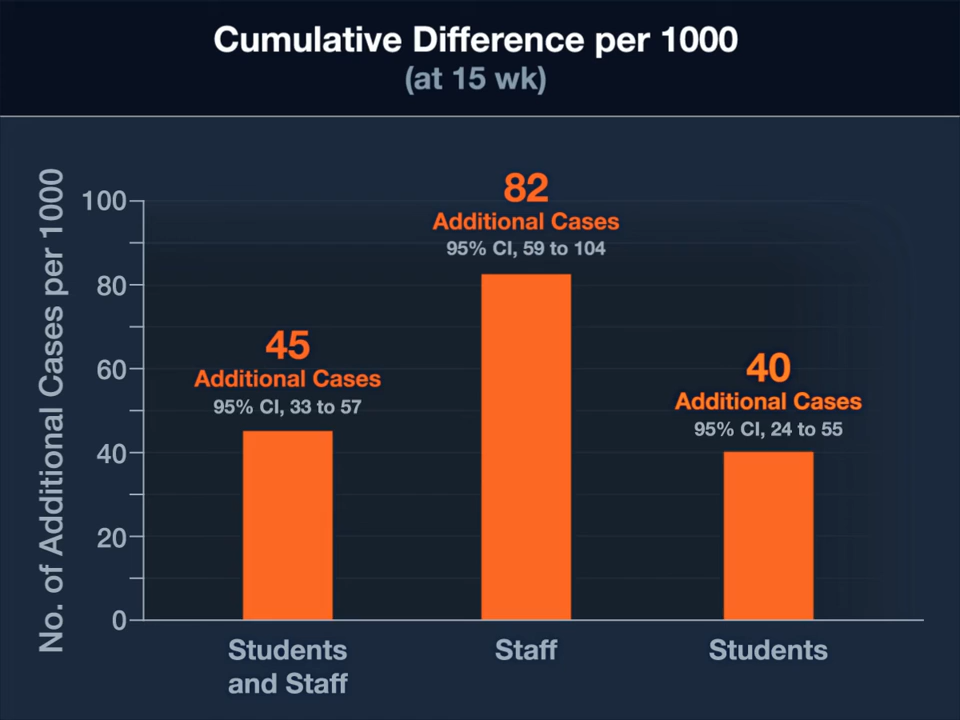 Cumulative Difference per 1000
(at 15 wk)
No. of Additional Cases per 1000
100
80
60
40
20
0
45
Additional Cases
95% CI, 33 to 57
82
Additional Cases
95% CI, 59 to 104
40
Additional Cases
95% CI, 24 to 55
Students
and Staff
Staff
Students